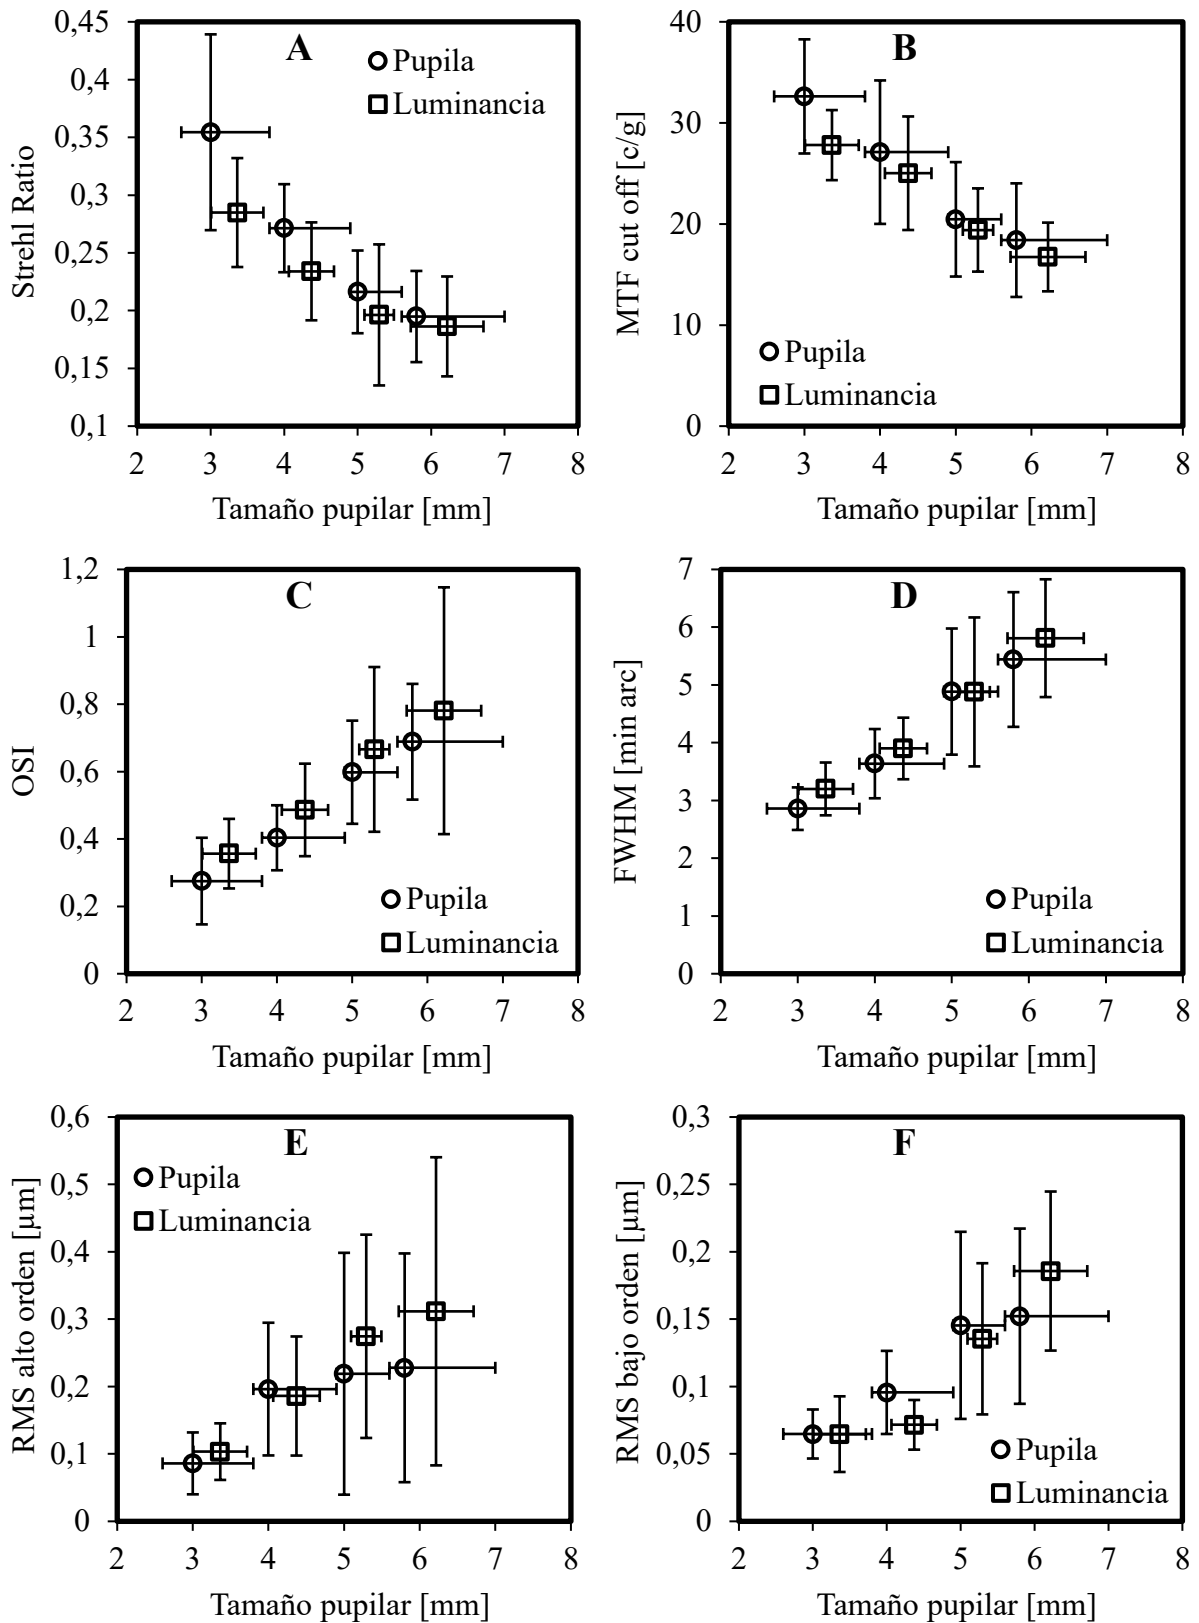 A
Strehl Ratio
0,45
0,4
0,35
0,3
0,25
0,2
0,15
0,1
Pupila
Luminancia
2 3 4 5 6 7 8
Tamaño pupilar [mm]
B
MTF cut off [c/g]
40
30
20
10
0
Pupila
Luminancia
2 3 4 5 6 7 8
Tamaño pupilar [mm]
C
OSI
1,2
1
0,8
0,6
0,4
0,2
0
Pupila
Luminancia
2 3 4 5 6 7 8
Tamaño pupilar [mm]
D
FWHM [min arc]
7
6
5
4
3
2
1
0
Pupila
Luminancia
2 3 4 5 6 7 8
Tamaño pupilar [mm]
E
RMS alto orden [µm]
0,6
0,5
0,4
0,3
0,2
0,1
0
Pupila
Luminancia
2 3 4 5 6 7 8
Tamaño pupilar [mm]
F
RMS bajo orden [µm]
0,3
0,25
0,2
0,15
0,1
0,05
0
Pupila
Luminancia
2 3 4 5 6 7 8
Tamaño pupilar [mm]